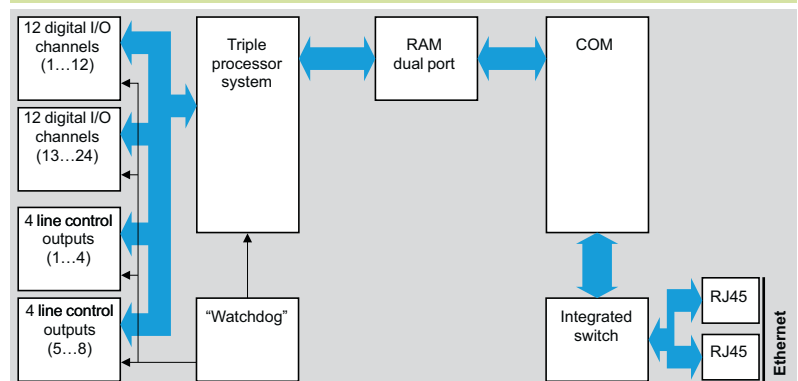 12 digital I/O
channels
(1…12)
12 digital I/O
channels
(13…24)
4 line control
outputs
(1…4)
4 line control
outputs
(5…8)
Triple
processor
system
"Watchdog"
RAM
dual port
COM
Integrated
switch
RJ45
RJ45
Ethernet